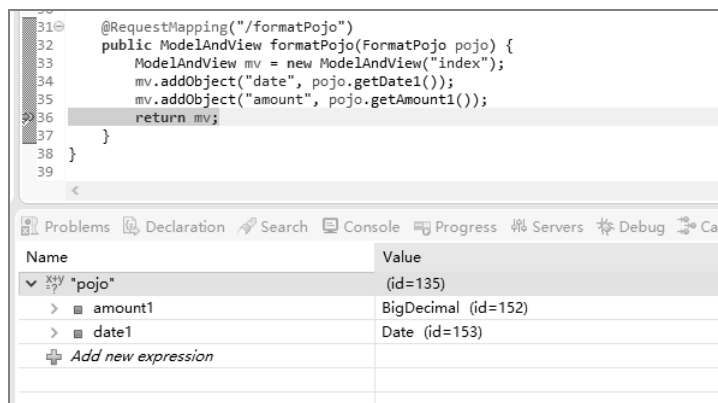 31 @RequestMapping("/formatPojo")
32 public ModelAndView formatPojo(FormatPojo pojo) {
33 ModelAndView mv = new ModelAndView("index");
34 mv.addObject("date", pojo.getDate1());
35 mv.addObject("amount", pojo.getAmount1());
36 return mv;
37 }
38 }
39
Problems Declaration Search Console Progress Servers Debug Ca
Name Value
"pojo" (id=135)
amount1 BigDecimal (id=152)
date1 Date (id=153)
Add new expression